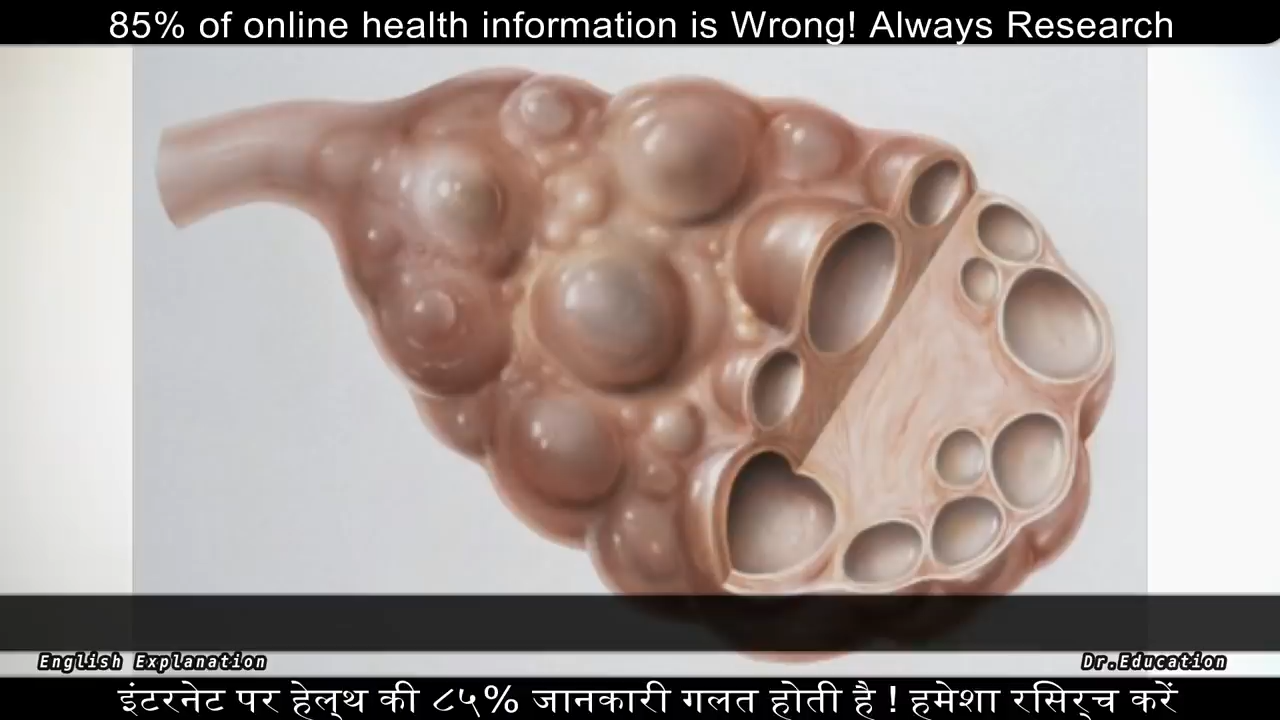 85% of online health information is Wrong! Always Research
English Explanation
Dr.Education
इंटरनेट पर हेल्थ की ८५% जानकारी गलत होती है ! हमेशा रिसर्च करें